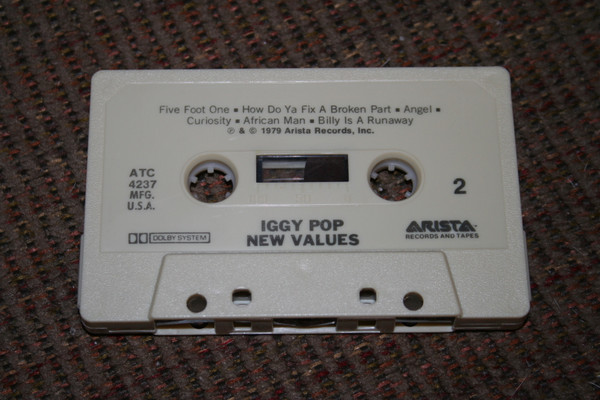 Five Foot One ▪ How Do Ya Fix A Broken Part ▪ Angel ▪
Curiosity ▪ African Man ▪ Billy Is A Runaway
℗ & © 1979 Arista Records, Inc.
ATC
4237
MFG.
U.S.A.
2
DOLBY SYSTEM
IGGY POP
NEW VALUES
ARISTA
RECORDS AND TAPES